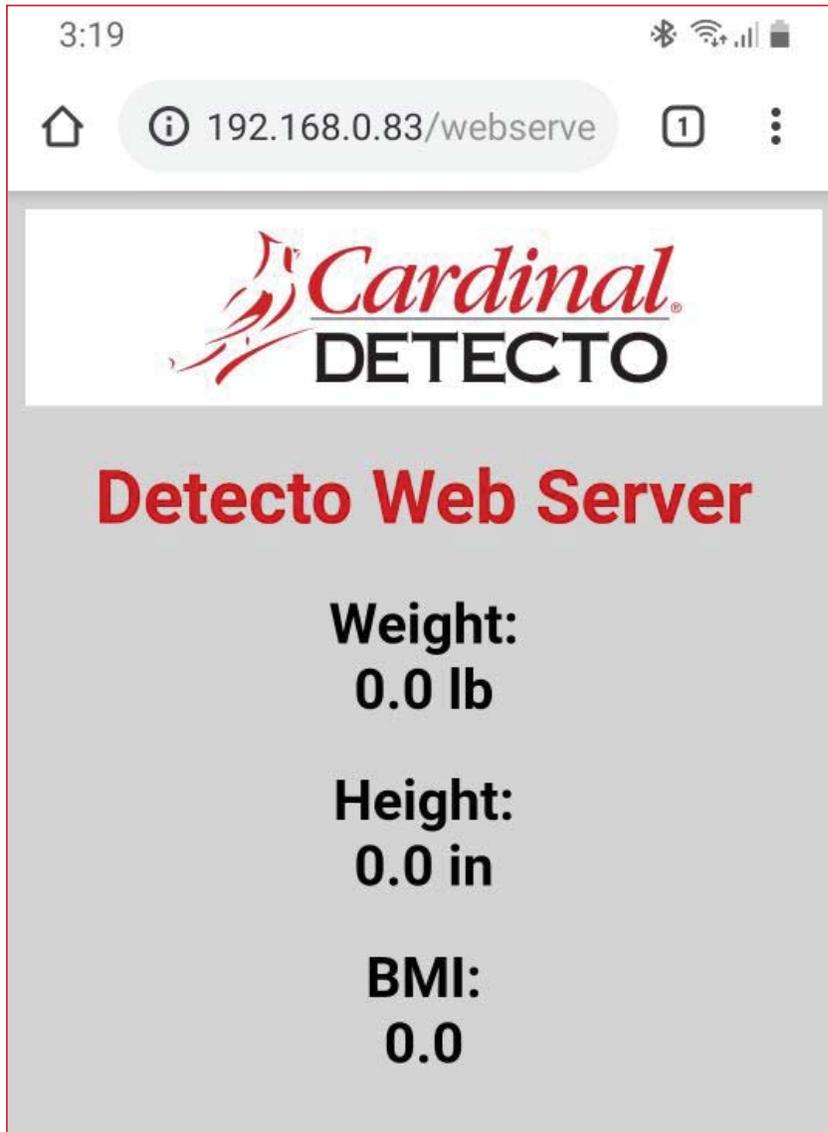 3:19
192.168.0.83/webserve
1
Cardinal®
DETECTO
Detecto Web Server
Weight:
0.0 lb
Height:
0.0 in
BMI:
0.0